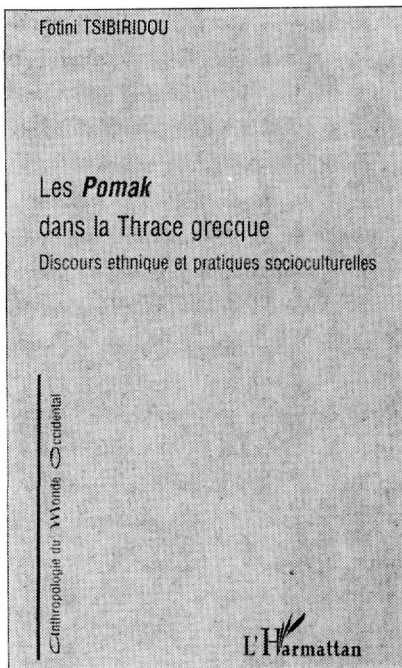 Fotini TSIBIRIDOU
Les Pomak
dans la Thrace grecque
Discours ethnique et pratiques socioculturelles
Anthropologie du Monde Occidental
L'Harmattan